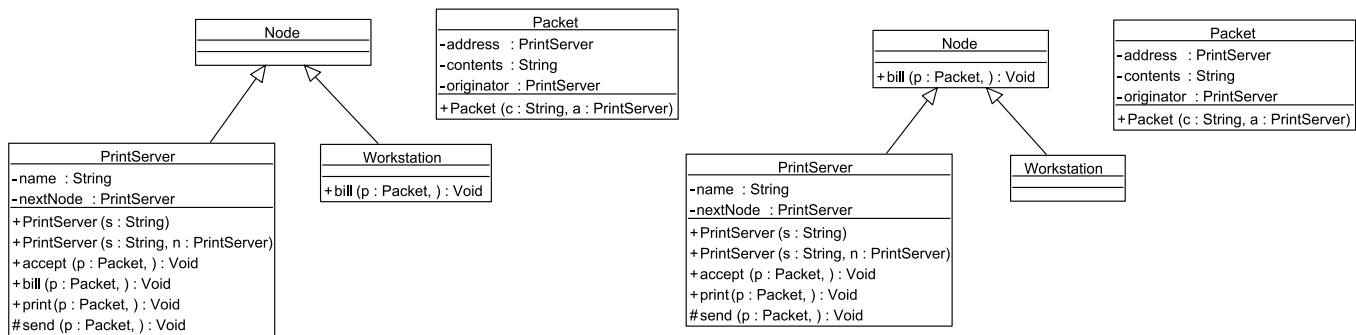 Node
Packet
-address : PrintServer
-contents : String
-originator : PrintServer
+Packet (c : String, a : PrintServer)
PrintServer
-name : String
-nextNode : PrintServer
+PrintServer (s : String)
+PrintServer (s : String, n : PrintServer)
+accept (p : Packet, ) : Void
+bill (p : Packet, ) : Void
+print (p : Packet, ) : Void
#send (p : Packet, ) : Void
Workstation
+bill (p : Packet, ) : Void
Node
+bill (p : Packet, ) : Void
Packet
-address : PrintServer
-contents : String
-originator : PrintServer
+Packet (c : String, a : PrintServer)
PrintServer
-name : String
-nextNode : PrintServer
+PrintServer (s : String)
+PrintServer (s : String, n : PrintServer)
+accept (p : Packet, ) : Void
+print (p : Packet, ) : Void
#send (p : Packet, ) : Void
Workstation